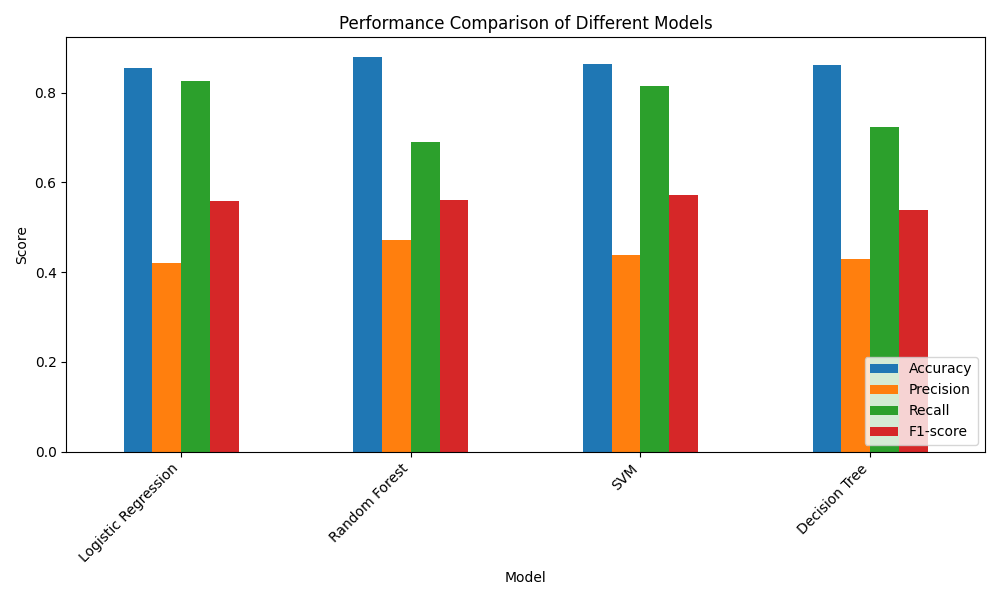 Performance Comparison of Different Models
Score
0.8
0.6
0.4
0.2
0.0
Accuracy
Precision
Recall
F1-score
Logistic Regression
Random Forest
SVM
Decision Tree
Model